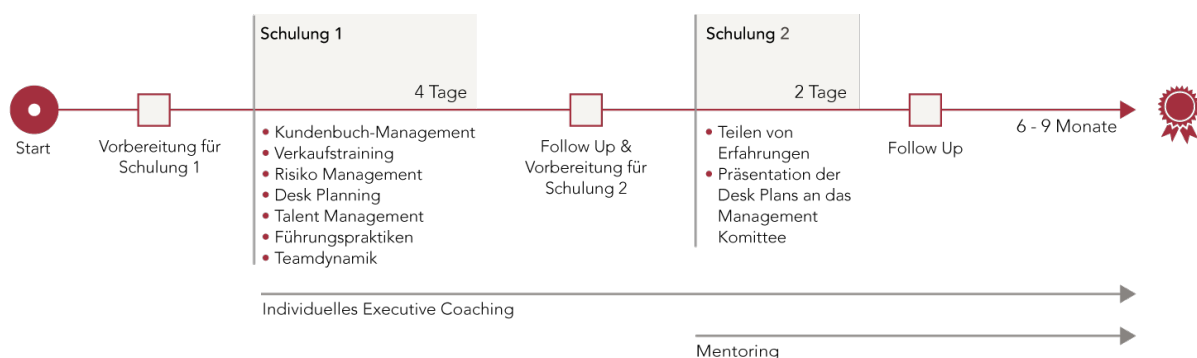 Schulung 1
Schulung 2
4 Tage
2 Tage
Start
Vorbereitung für
Schulung 1
• Kundenbuch-Management
• Verkaufstraining
• Risiko Management
• Desk Planning
• Talent Management
• Führungspraktiken
• Teamdynamik
Follow Up &
Vorbereitung für
Schulung 2
• Teilen von
Erfahrungen
• Präsentation der
Desk Plans an das
Management
Komittee
Follow Up
6 - 9 Monate
Individuelles Executive Coaching
Mentoring